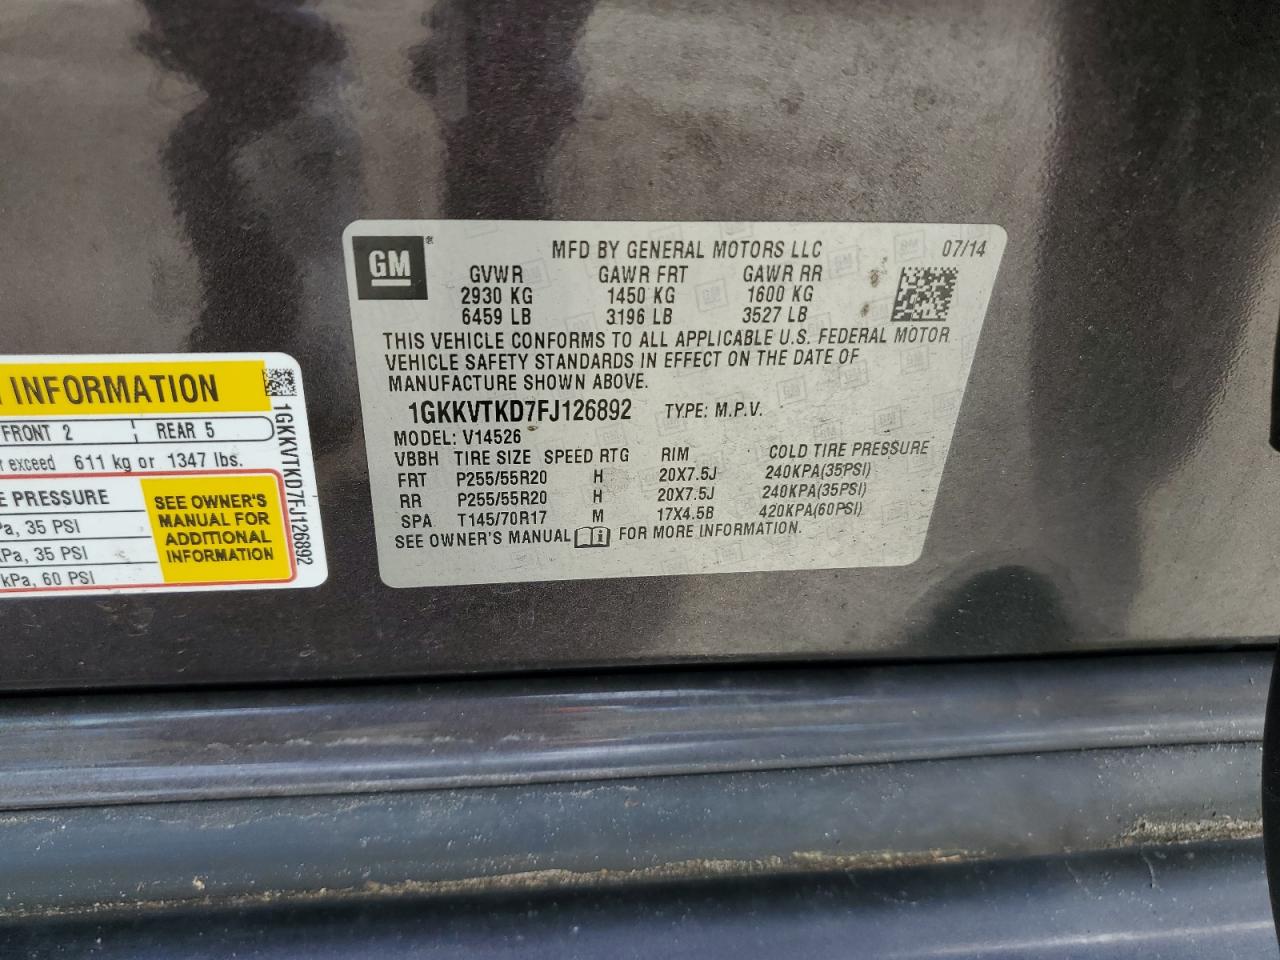 GM
MFD BY GENERAL MOTORS LLC 07/14
GVWR GAWR FRT GAWR RR
2930 KG 1450 KG 1600 KG
6459 LB 3196 LB 3527 LB
THIS VEHICLE CONFORMS TO ALL APPLICABLE U.S. FEDERAL MOTOR
VEHICLE SAFETY STANDARDS IN EFFECT ON THE DATE OF
MANUFACTURE SHOWN ABOVE.
1GKKVTKD7FJ126892 TYPE: M.P.V.
MODEL: V14526
VBBH TIRE SIZE SPEED RTG RIM COLD TIRE PRESSURE
FRT P255/55R20 H 20X7.5J 240KPA(35PSI)
RR P255/55R20 H 20X7.5J 240KPA(35PSI)
SPA T145/70R17 M 17X4.5B 420KPA(60PSI)
SEE OWNER'S MANUAL FOR MORE INFORMATION.
INFORMATION
FRONT 2 REAR 5
exceed 611 kg or 1347 lbs.
PRESSURE
35 PSI
kPa, 35 PSI
kPa, 60 PSI
SEE OWNER'S
MANUAL FOR
ADDITIONAL
INFORMATION
1GKKVTKD7FJ126892